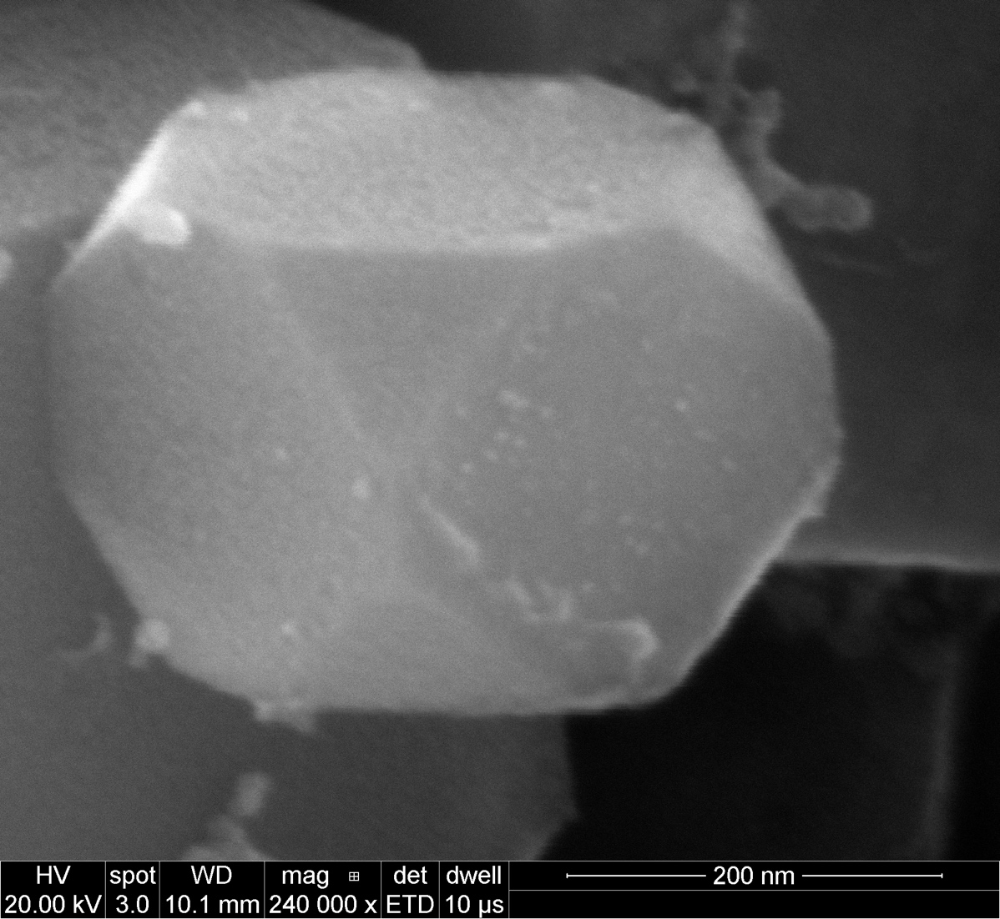 HV spot WD mag ⊞ det dwell
20.00 kV 3.0 10.1 mm 240 000 x ETD 10 µs
200 nm